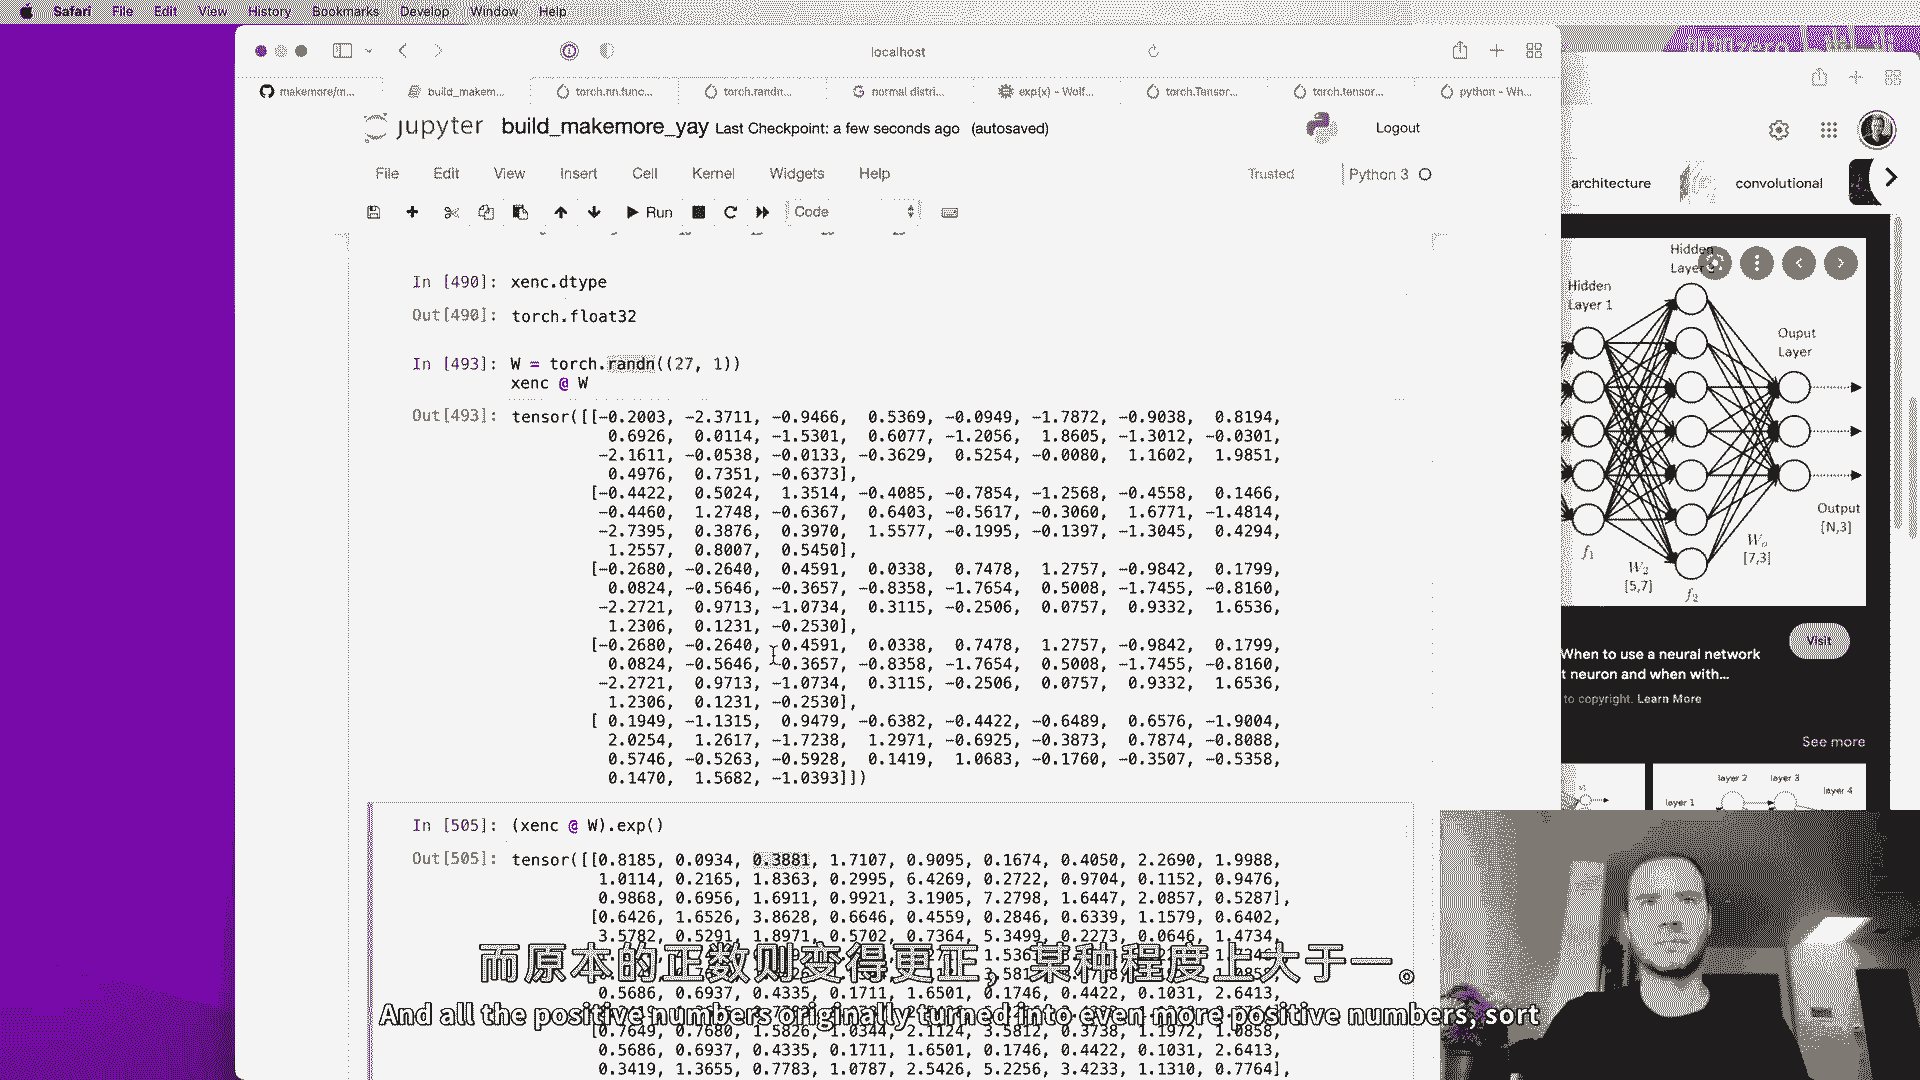 Safari File Edit View History Bookmarks Develop Window Help
localhost
makemore/m... build_makem... torch.nn.func... torch.randn... normal distri... exp(x) - Wolf... torch.Tensor... torch.tensor... python - Wh...
jupyter build_makemore_yay Last Checkpoint: a few seconds ago (autosaved) Logout
File Edit View Insert Cell Kernel Widgets Help Trusted Python 3
Run Code
In [490]: xenc.dtype
Out[490]: torch.float32
In [493]: W = torch.randn((27, 1))
xenc @ W
Out[493]: tensor([[-0.2003, -2.3711, -0.9466, 0.5369, -0.0949, -1.7872, -0.9038, 0.8194,
0.6926, 0.0114, -1.5301, 0.6077, -1.2056, 1.8605, -1.3012, -0.0301,
-2.1611, -0.0538, -0.0133, -0.3629, 0.5254, -0.0080, 1.1602, 1.9851,
0.4976, 0.7351, -0.6373],
[-0.4422, 0.5024, 1.3514, -0.4085, -0.7854, -1.2568, -0.4558, 0.1466,
-0.4460, 1.2748, -0.6367, 0.6403, -0.5617, -0.3060, 1.6771, -1.4814,
-2.7395, 0.3876, 0.3970, 1.5577, -0.1995, -0.1397, -1.3045, 0.4294,
1.2557, 0.8007, 0.5450],
[-0.2680, -0.2640, 0.4591, 0.0338, 0.7478, 1.2757, -0.9842, 0.1799,
0.0824, -0.5646, -0.3657, -0.8358, -1.7654, 0.5008, -1.7455, -0.8160,
-2.2721, 0.9713, -1.0734, 0.3115, -0.2506, 0.0757, 0.9332, 1.6536,
1.2306, 0.1231, -0.2530],
[-0.2680, -0.2640, 0.4591, 0.0338, 0.7478, 1.2757, -0.9842, 0.1799,
0.0824, -0.5646, -0.3657, -0.8358, -1.7654, 0.5008, -1.7455, -0.8160,
-2.2721, 0.9713, -1.0734, 0.3115, -0.2506, 0.0757, 0.9332, 1.6536,
1.2306, 0.1231, -0.2530],
[ 0.1949, -1.1315, 0.9479, -0.6382, -0.4422, -0.6489, 0.6576, -1.9004,
2.0254, 1.2617, -1.7238, 1.2971, -0.6925, -0.3873, 0.7874, -0.8088,
0.5746, -0.5263, -0.5928, 0.1419, 1.0683, -0.1760, -0.3507, -0.5358,
0.1470, 1.5682, -1.0393]])
In [505]: (xenc @ W).exp()
Out[505]: tensor([[0.8185, 0.0934, 0.3881, 1.7107, 0.9095, 0.1674, 0.4050, 2.2690, 1.9988,
1.0114, 0.2165, 1.8363, 0.2995, 6.4269, 0.2722, 0.9704, 0.1152, 0.9476,
0.9868, 0.6956, 1.6911, 0.9921, 3.1905, 7.2798, 1.6447, 2.0857, 0.5287],
[0.6426, 1.6526, 3.8628, 0.6646, 0.4559, 0.2846, 0.6339, 1.1579, 0.6402,
3.5782, 0.5291, 1.8971, 0.5702, 0.7364, 5.3499, 0.2273, 0.0646, 1.4734,
而原本的正数则变得更正，某种程度上大于一。
0.5686, 0.6937, 0.4335, 0.1711, 1.6501, 0.1746, 0.4422, 0.1031, 2.6413,
And all the positive numbers originally turned into even more positive numbers, sort
[0.7649, 0.7680, 1.5826, 1.0344, 2.1124, 3.5812, 0.3738, 1.1972, 1.0858,
0.5686, 0.6937, 0.4335, 0.1711, 1.6501, 0.1746, 0.4422, 0.1031, 2.6413,
0.3419, 1.3655, 0.7783, 1.0787, 2.5426, 5.2256, 3.4233, 1.1310, 0.7764],
architecture convolutional
Hidden
Layer
Hidden
Layer 1
Ouput
Layer
Output
[N,3]
f1
W2
[5,7]
f2
Wo
[7,3]
Visit
When to use a neural network
t neuron and when with...
to copyright. Learn More
See more
layer 1 layer 2 layer 3 layer 4